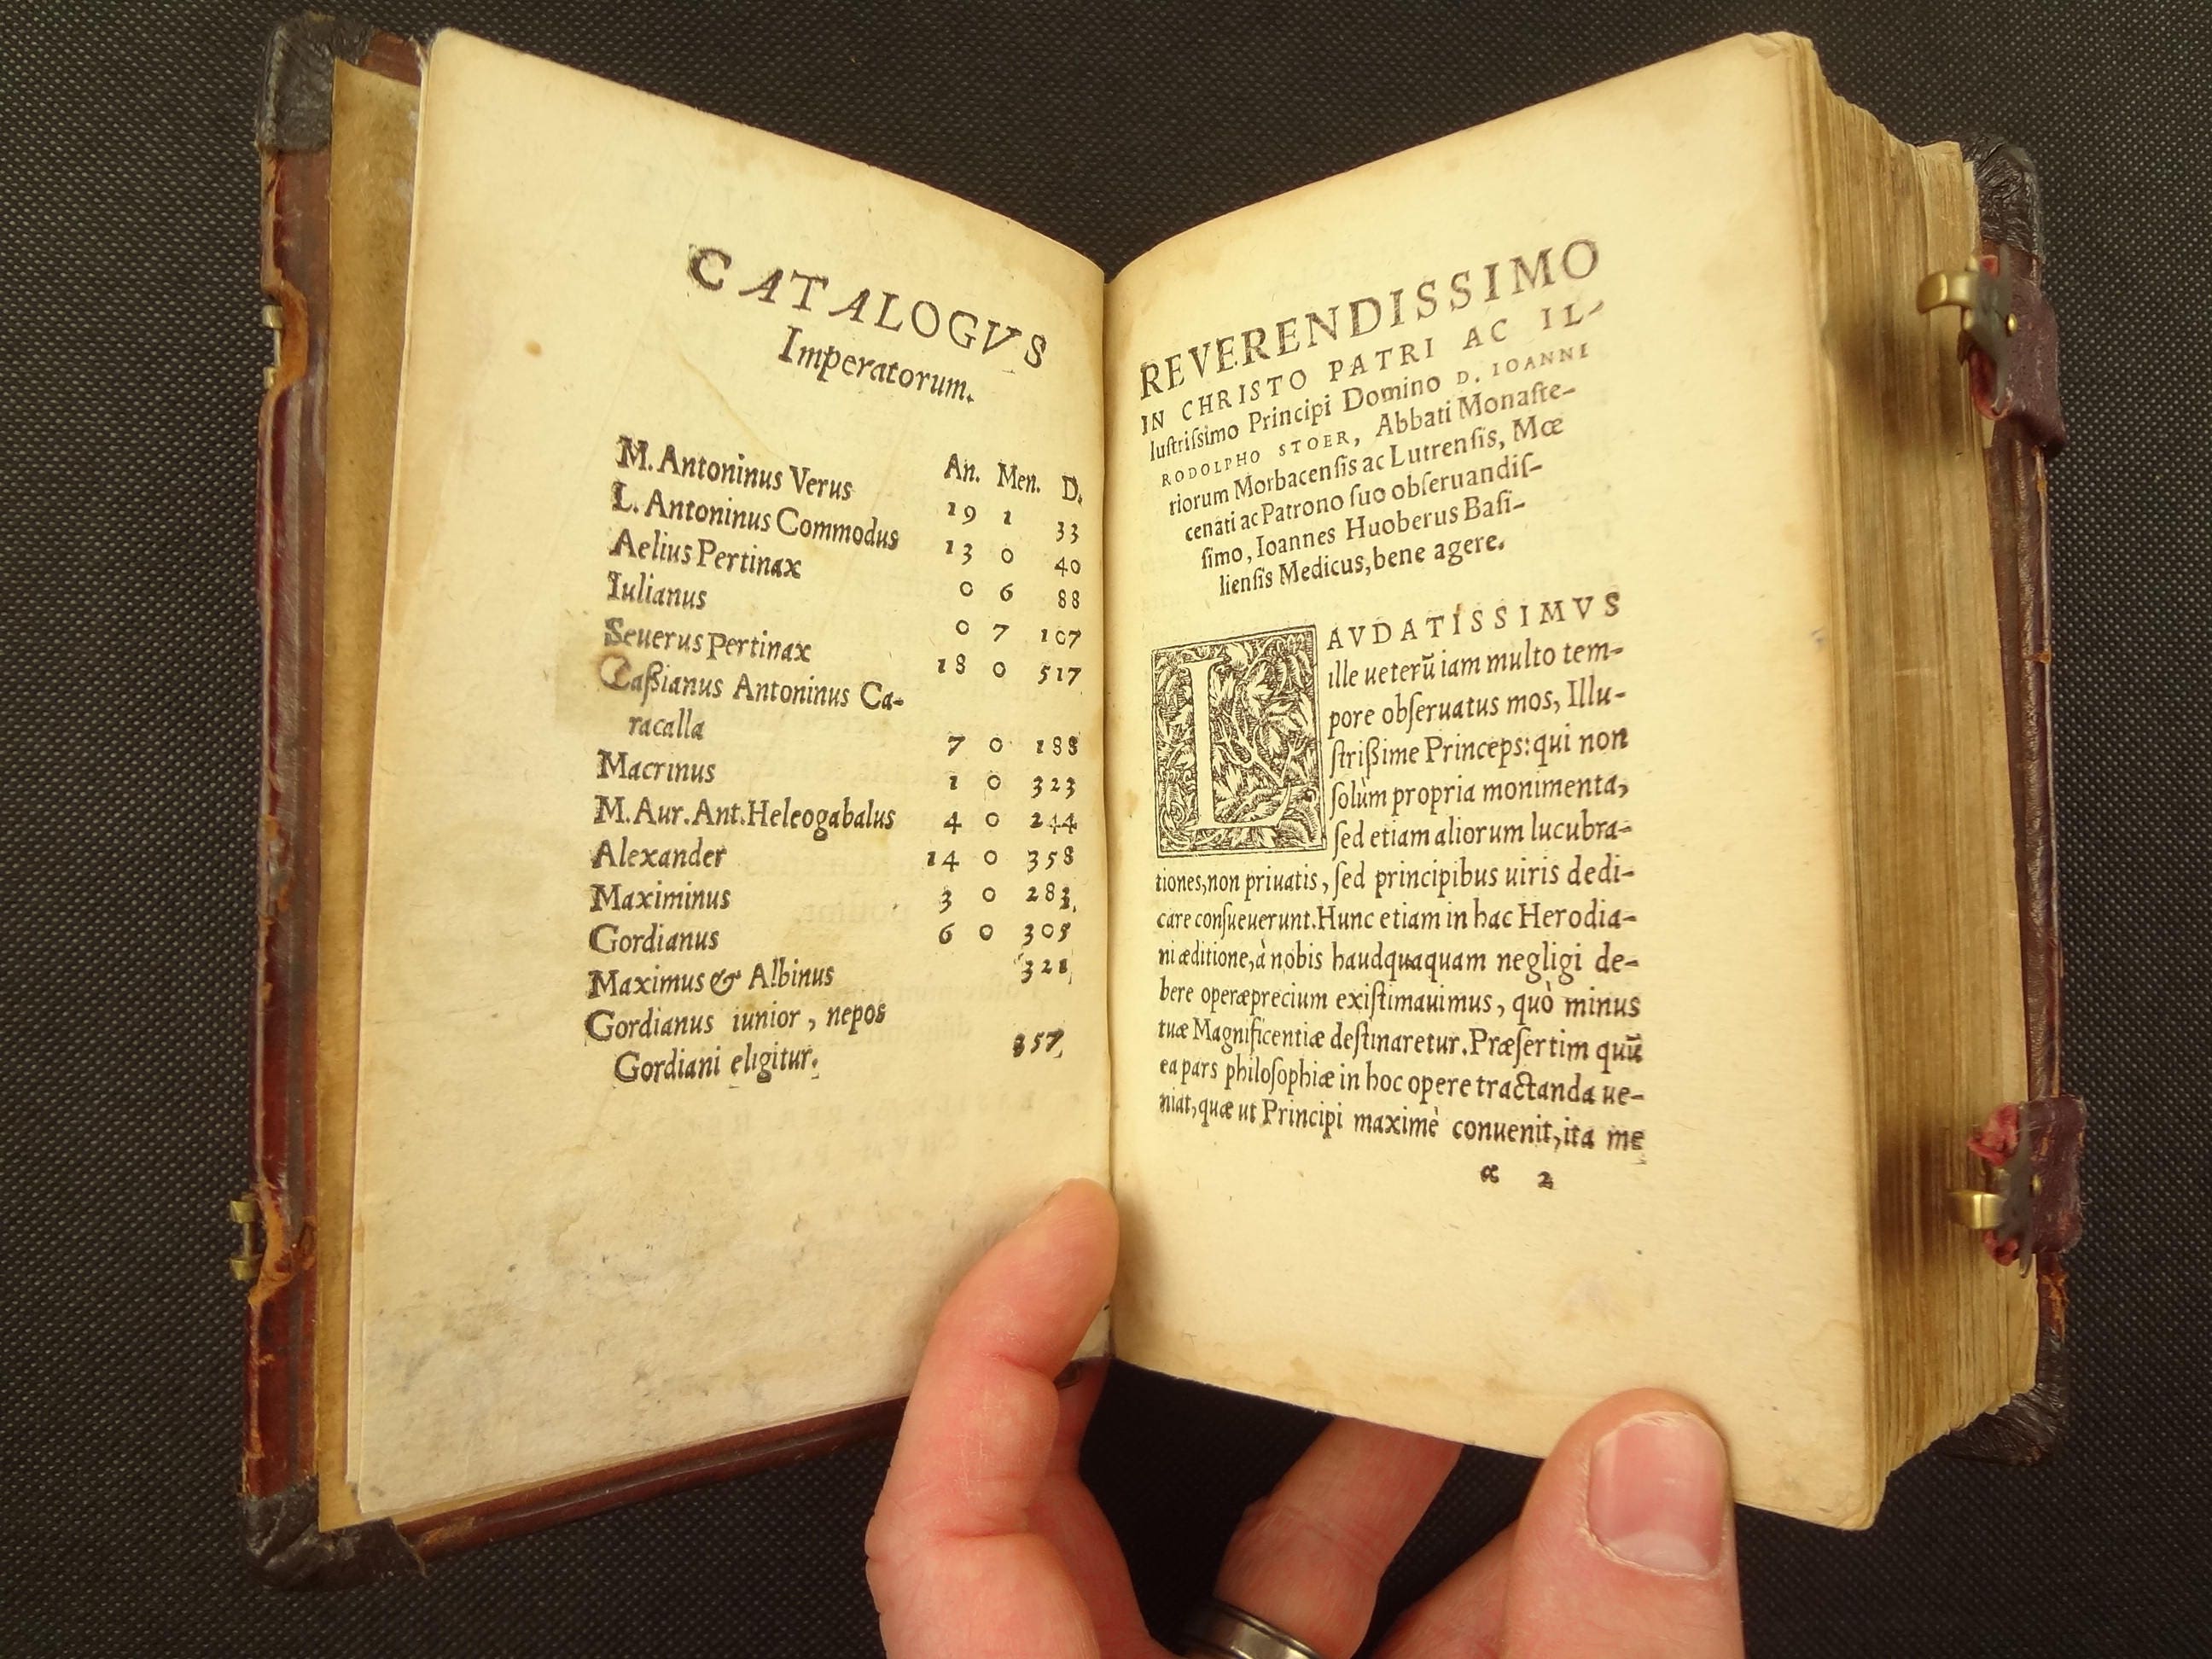 CATALOGVS
Imperatorum.
An. Men. D.
M. Antoninus Verus 19 1 33
L. Antoninus Commodus 13 0 40
Aelius Pertinax 0 6 88
Iulianus 0 7 107
Seuerus Pertinax 18 0 517
Caßianus Antoninus Ca-
racalla 7 0 188
Macrinus 1 0 323
M. Aur. Ant. Heleogabalus 4 0 244
Alexander 14 0 358
Maximinus 3 0 283,
Gordianus 6 0 305
Maximus & Albinus 321,
Gordianus iunior, nepos
Gordiani eligitur. 357,
REVERENDISSIMO
IN CHRISTO PATRI AC IL-
lustriſsimo Principi Domino D. IOANNI
RODOLPHO STOER, Abbati Monaſte-
riorum Morbacenſis ac Lutrenſis, Mœ
cenāti ac Patrono ſuo obſeruandiſ-
ſimo, Ioannes Huoberus Baſi-
lienſis Medicus, bene agere.
LAVDATISSIMVS
ille ueterū iam multo tem-
pore obſeruatus mos, Illu-
ſtrißime Princeps: qui non
ſolùm propria monimenta,
ſed etiam aliorum lucubra-
tiones, non priuatis, ſed principibus uiris dedi-
care conſueuerunt. Hunc etiam in hac Herodia-
ni æditione, à nobis haudquaquam negligi de-
bere operæprecium exiſtimauimus, quò minus
tuæ Magnificentiæ deſtinaretur. Præſertim quū
ea pars philoſophiæ in hoc opere tractanda ue-
niat, quæ ut Principi maximè conuenit, ita me
α 2